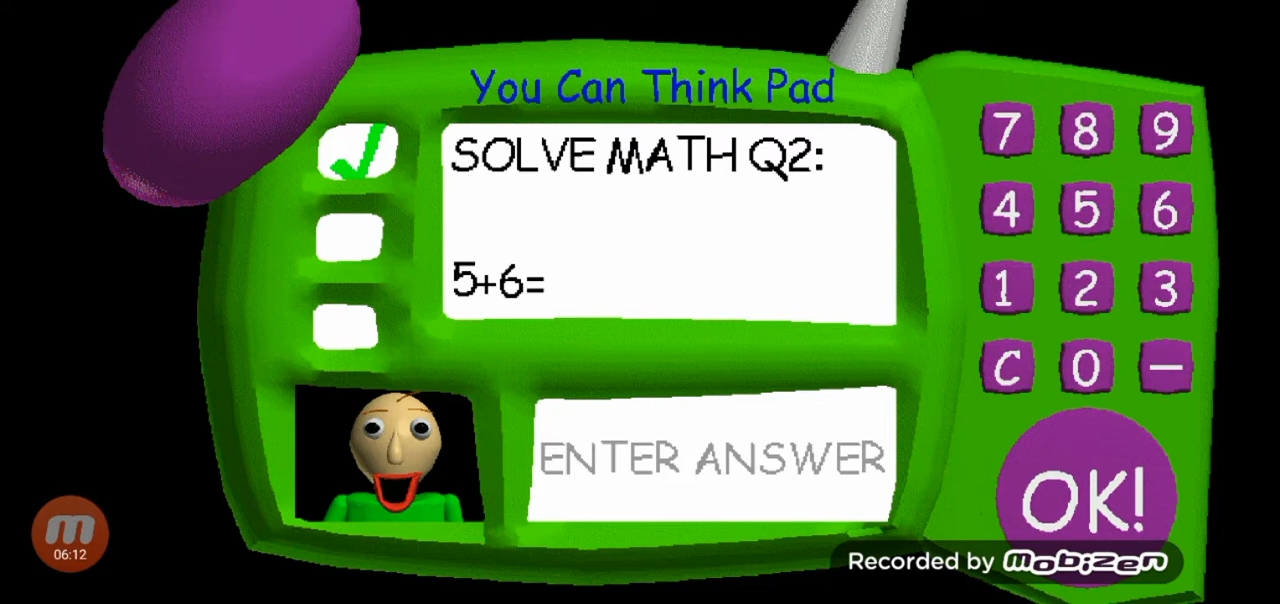 You Can Think Pad
SOLVE MATH Q2:
5+6=
ENTER ANSWER
7 8 9
4 5 6
1 2 3
C 0 —
OK!
06:12
Recorded by mobizen